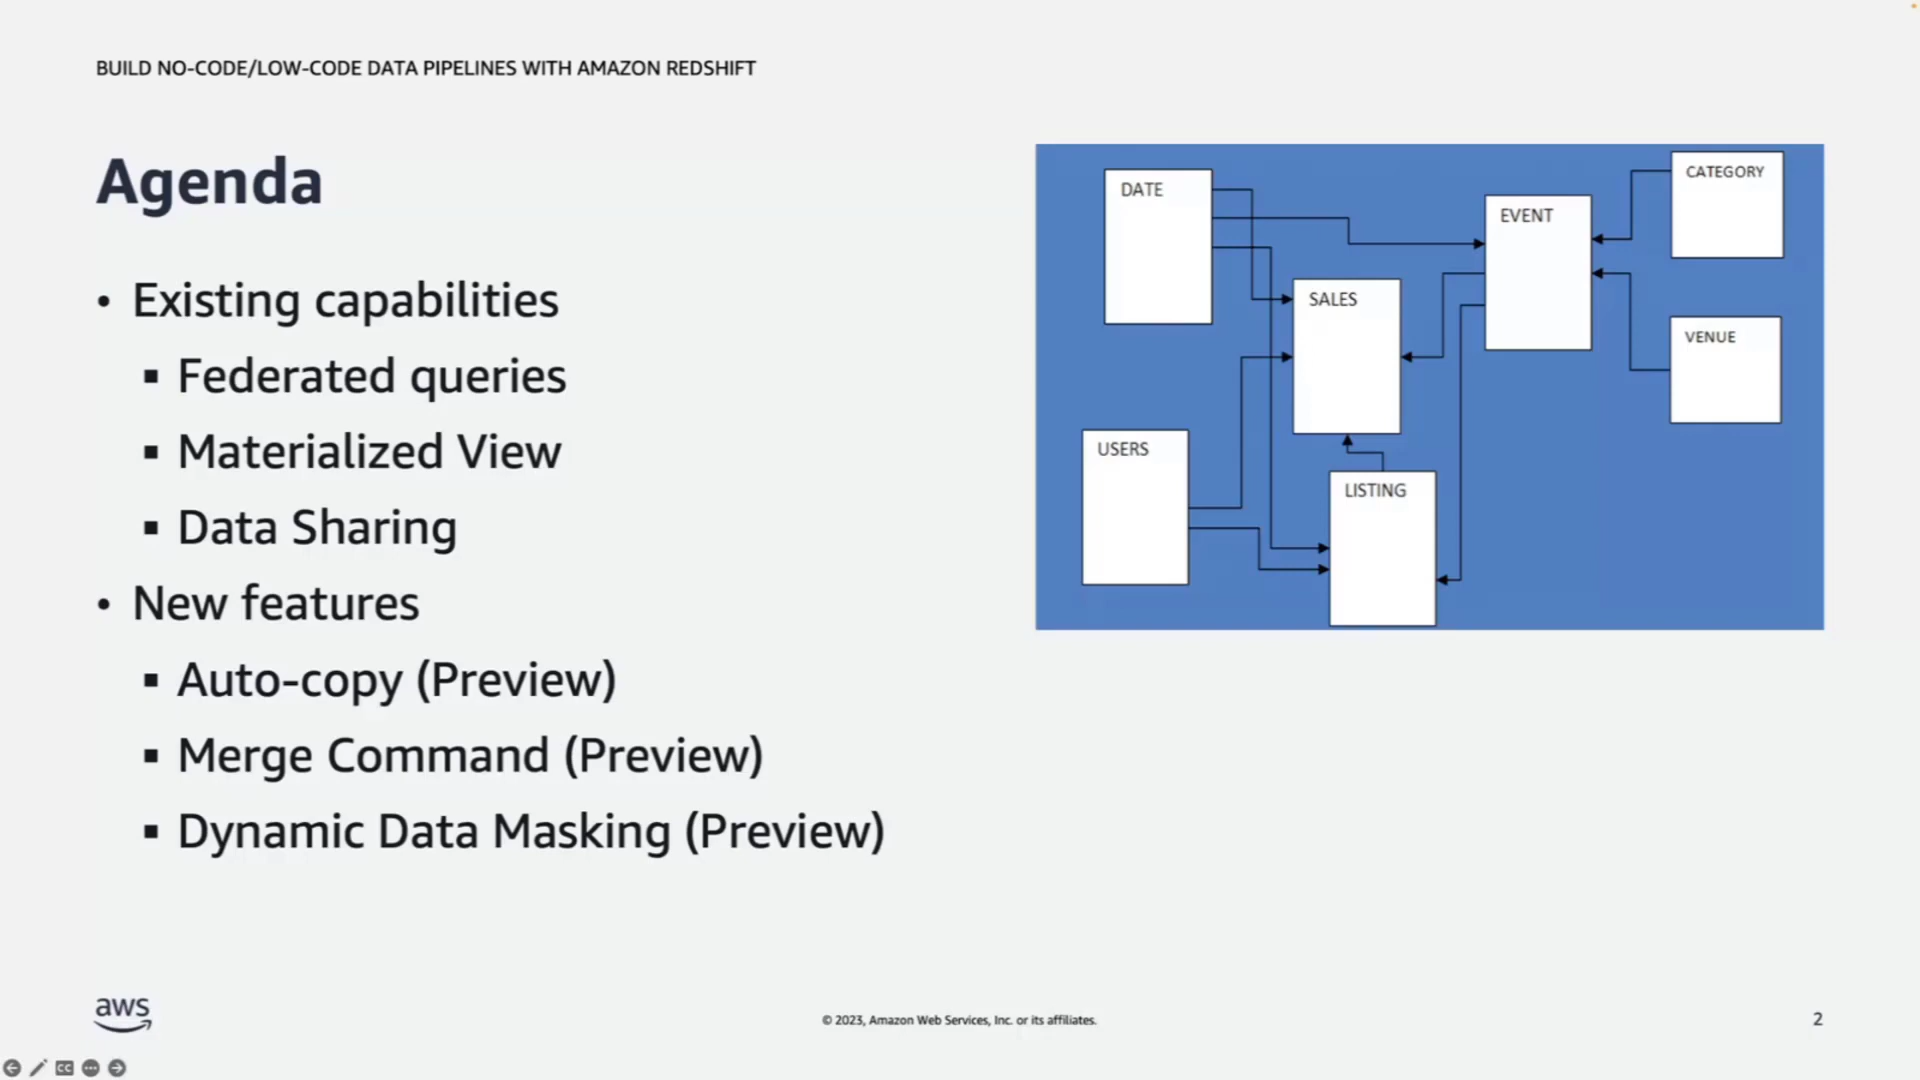 BUILD NO-CODE/LOW-CODE DATA PIPELINES WITH AMAZON REDSHIFT
Agenda
• Existing capabilities
▪ Federated queries
▪ Materialized View
▪ Data Sharing
• New features
▪ Auto-copy (Preview)
▪ Merge Command (Preview)
▪ Dynamic Data Masking (Preview)
DATE
CATEGORY
EVENT
SALES
VENUE
USERS
LISTING
aws
© 2023, Amazon Web Services, Inc. or its affiliates.
2
CC